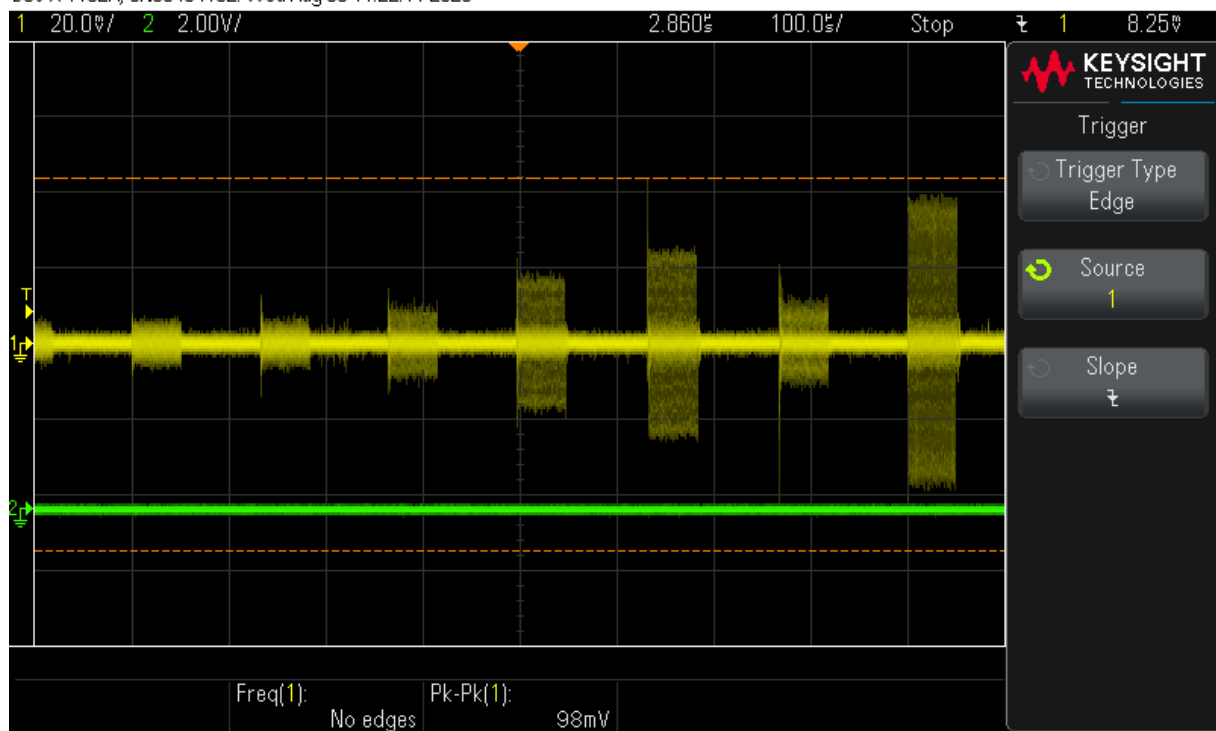 1 20.0V/ 2 2.00V/ 2.860s 100.0s/ Stop 1 8.25V
KEYSIGHT
TECHNOLOGIES
Trigger
Trigger Type
Edge
Source
1
Slope
T
1
2
Freq(1):
No edges
Pk-Pk(1):
98mV